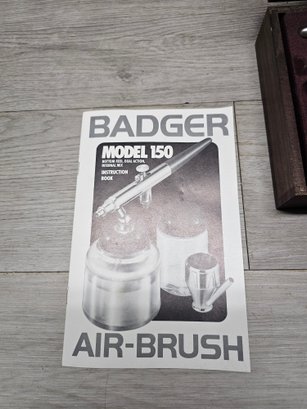 BADGER
MODEL 150
BOTTOM FEED, DUAL ACTION,
INTERNAL MIX
INSTRUCTION
BOOK
AIR-BRUSH